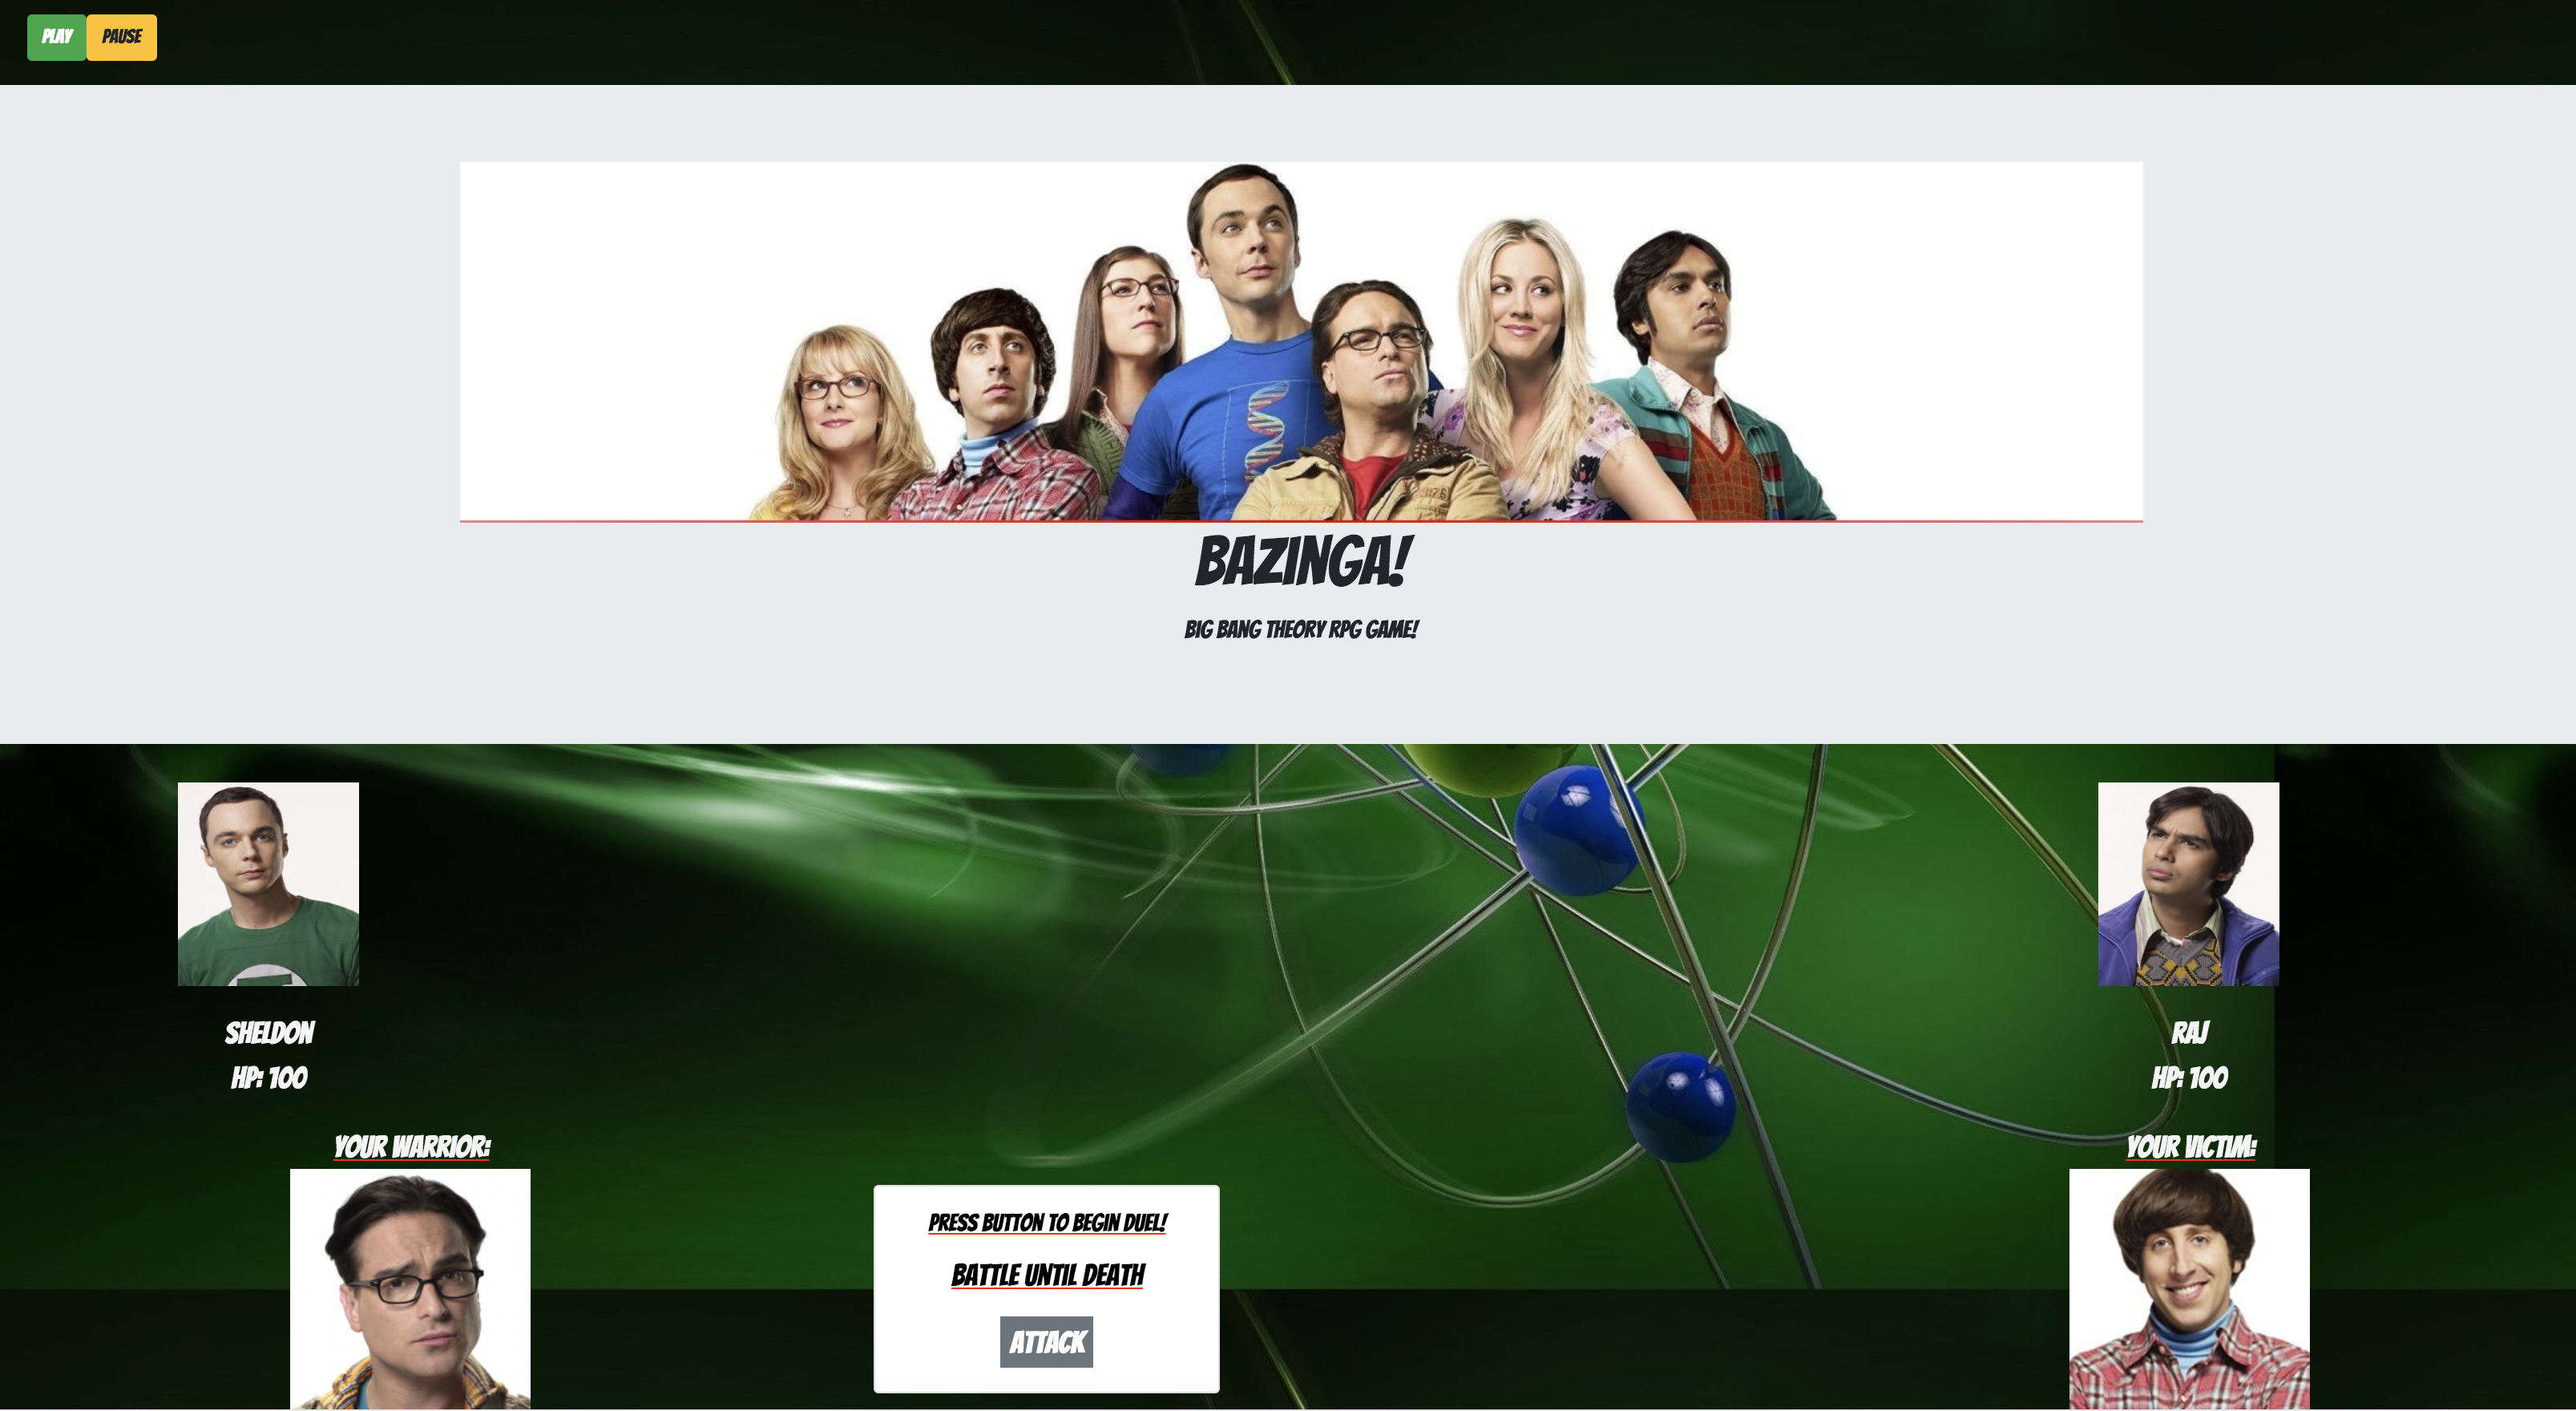 PLAY PAUSE
BAZINGA!
BIG BANG THEORY RPG GAME!
SHELDON
HP: 100
RAJ
HP: 100
YOUR WARRIOR:
YOUR VICTIM:
PRESS BUTTON TO BEGIN DUEL!
BATTLE UNTIL DEATH
ATTACK